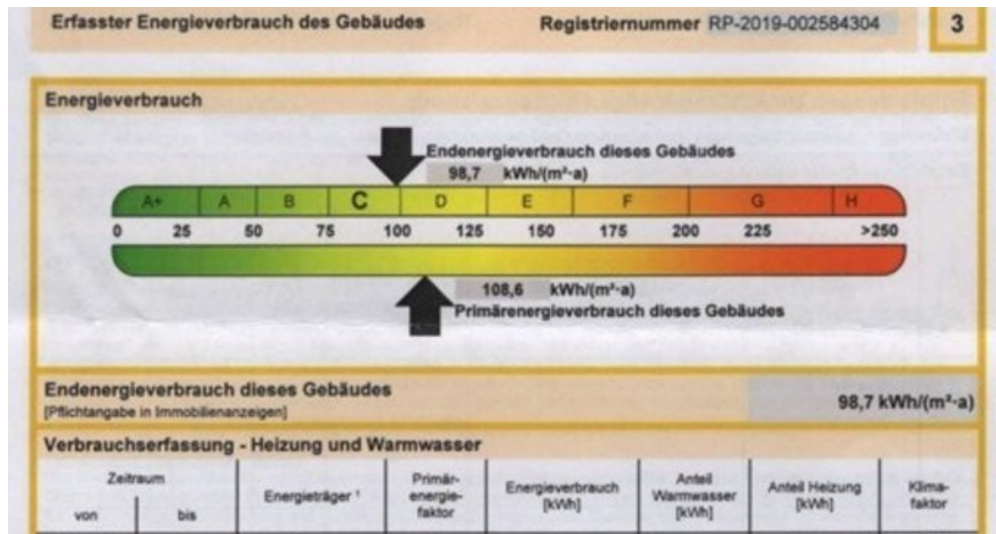 Erfasster Energieverbrauch des Gebäudes Registriernummer RP-2019-002584304 3
Energieverbrauch
Endenergieverbrauch dieses Gebäudes
98,7 kWh/(m²·a)
A+ A B C D E F G H
0 25 50 75 100 125 150 175 200 225 >250
108,6 kWh/(m²·a)
Primärenergieverbrauch dieses Gebäudes
Endenergieverbrauch dieses Gebäudes
[Pflichtangabe in Immobilienanzeigen]
98,7 kWh/(m²·a)
Verbrauchserfassung - Heizung und Warmwasser
Zeitraum
von bis
Energieträger ¹
Primär-
energie-
faktor
Energieverbrauch
[kWh]
Anteil
Warmwasser
[kWh]
Anteil Heizung
[kWh]
Klima-
faktor